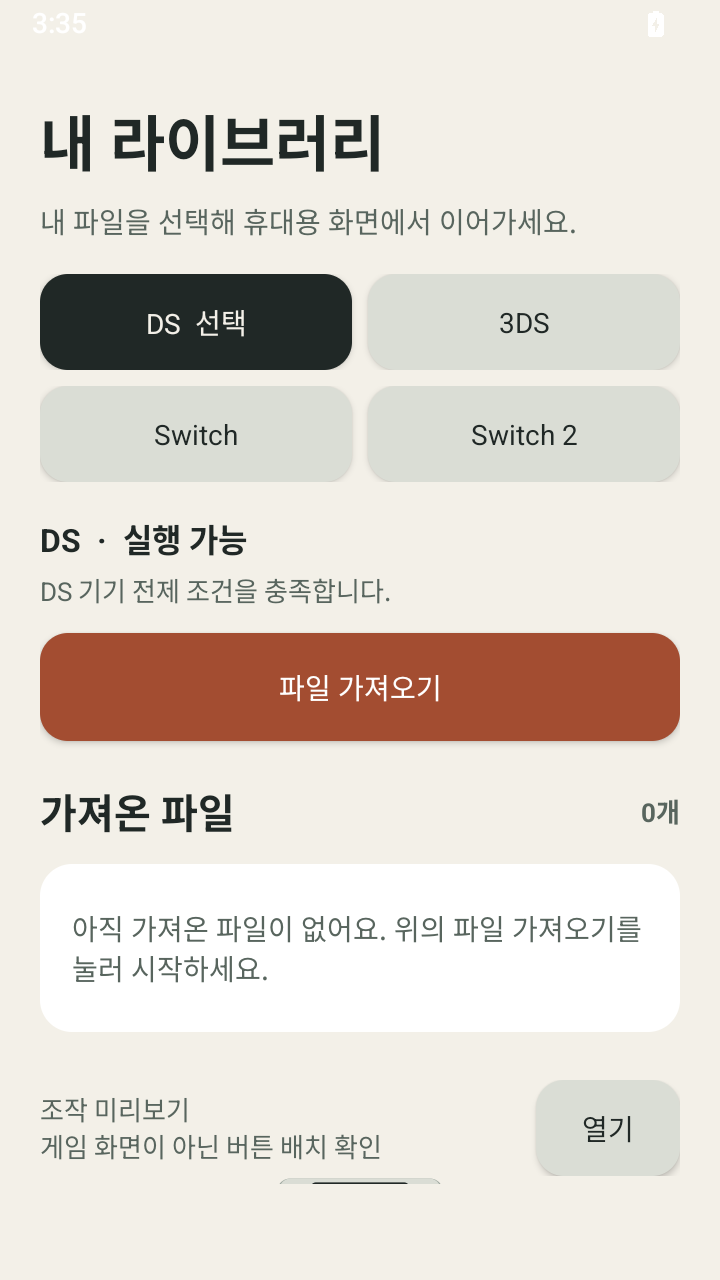 3:35
내 라이브러리
내 파일을 선택해 휴대용 화면에서 이어가세요.
DS 선택
3DS
Switch
Switch 2
DS · 실행 가능
DS 기기 전제 조건을 충족합니다.
파일 가져오기
가져온 파일
0개
아직 가져온 파일이 없어요. 위의 파일 가져오기를
눌러 시작하세요.
조작 미리보기
게임 화면이 아닌 버튼 배치 확인
열기